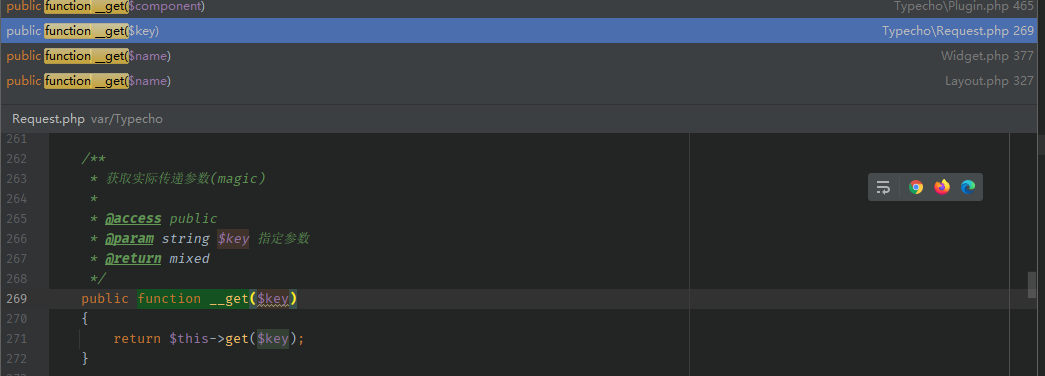 public function __get($component) Typecho\Plugin.php 465
public function __get($key) Typecho\Request.php 269
public function __get($name) Widget.php 377
public function __get($name) Layout.php 327
Request.php var/Typecho
261
262 /**
263 * 获取实际传递参数(magic)
264 *
265 * @access public
266 * @param string $key 指定参数
267 * @return mixed
268 */
269 public function __get($key)
270 {
271 return $this->get($key);
272 }